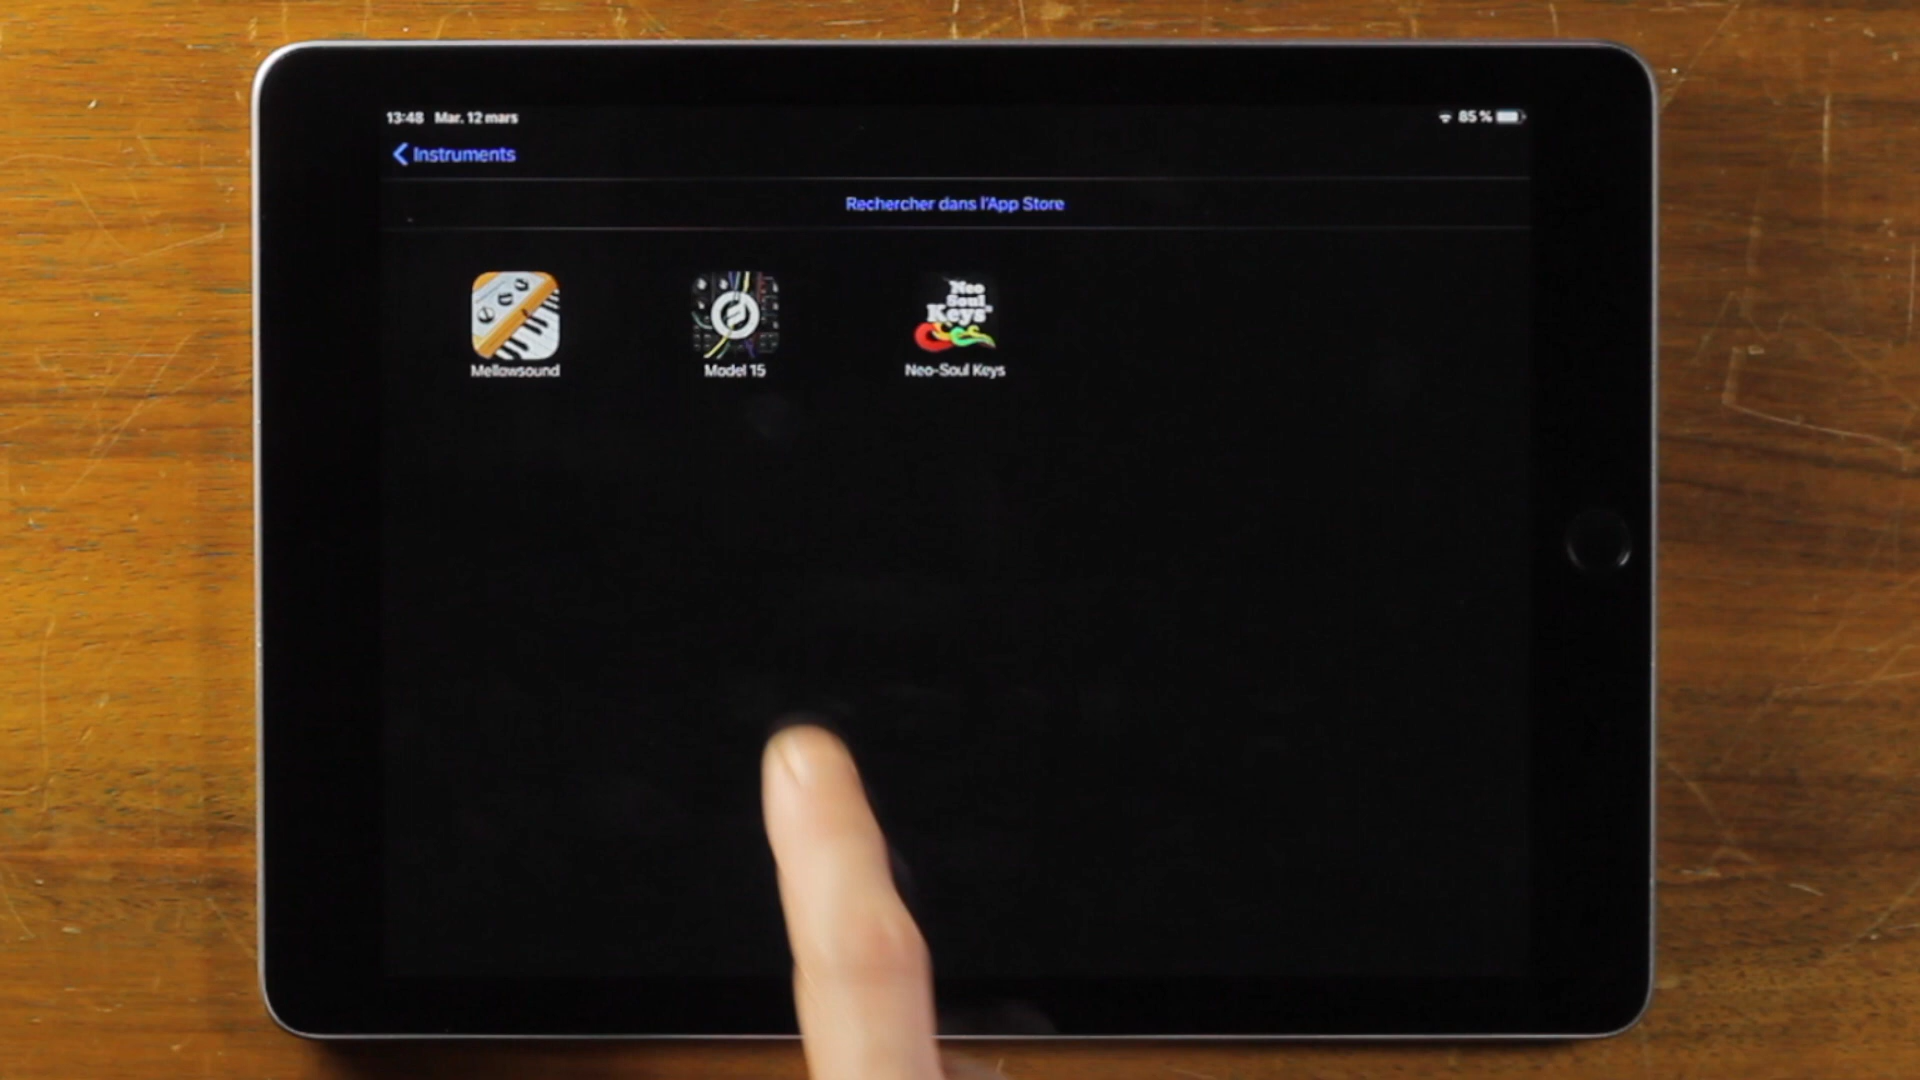 13:48 Mar. 12 mars
85 %
Instruments
Rechercher dans l'App Store
Neo
Soul
Keys
Mellowsound
Model 15
Neo-Soul Keys